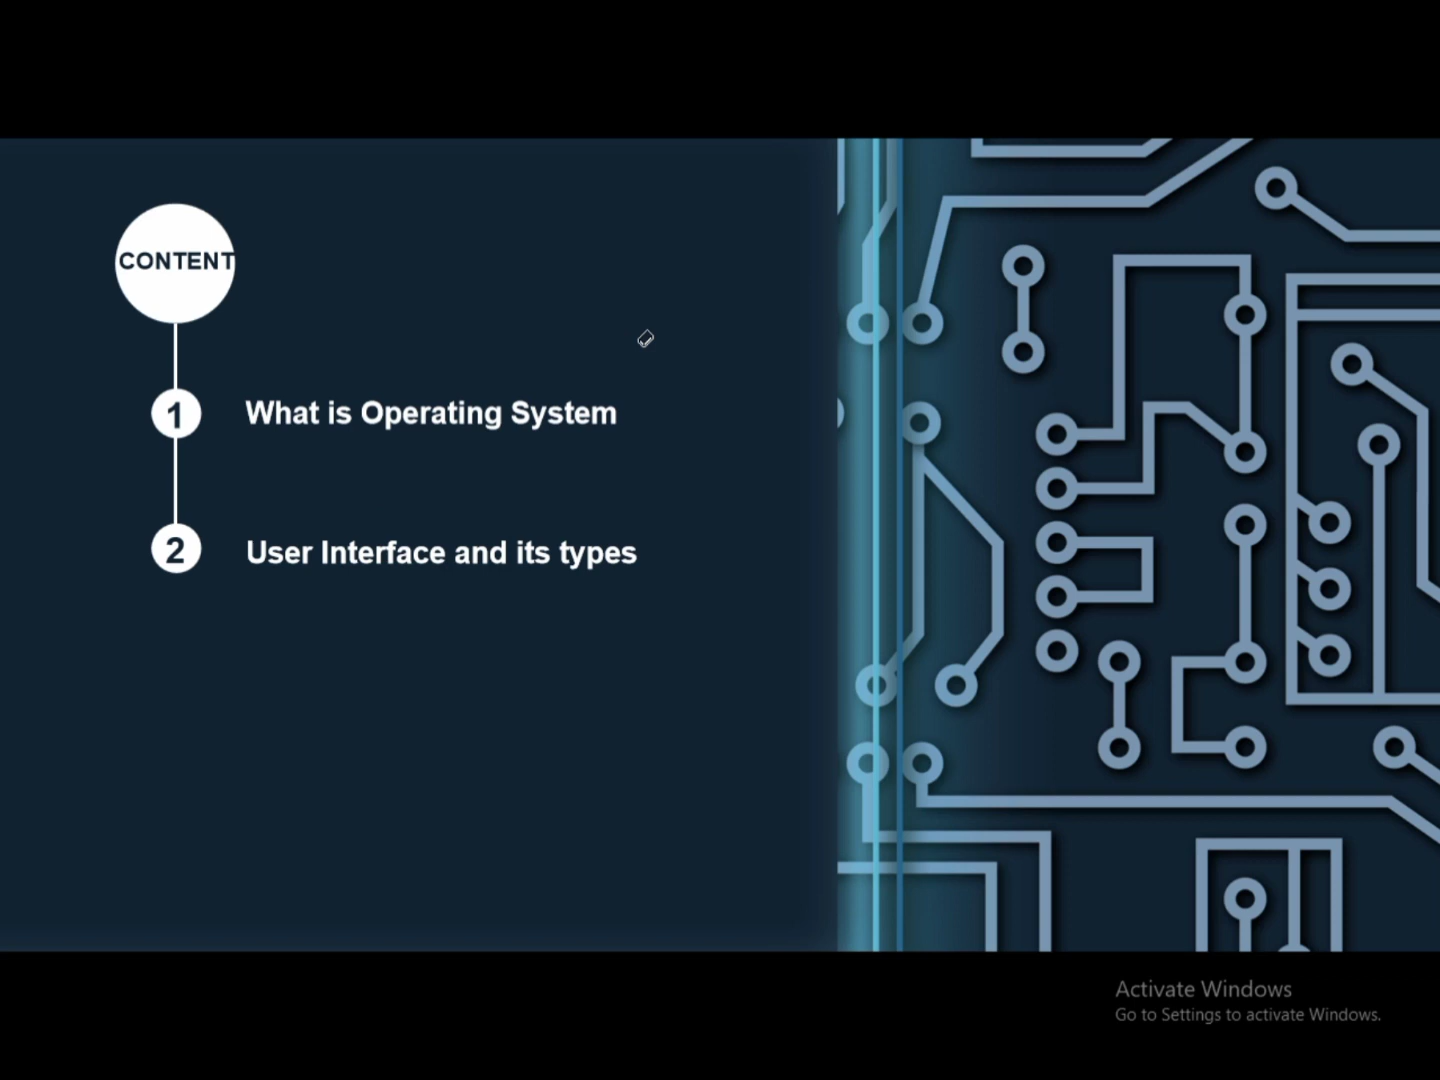 CONTENT
1 What is Operating System
2 User Interface and its types
Activate Windows
Go to Settings to activate Windows.